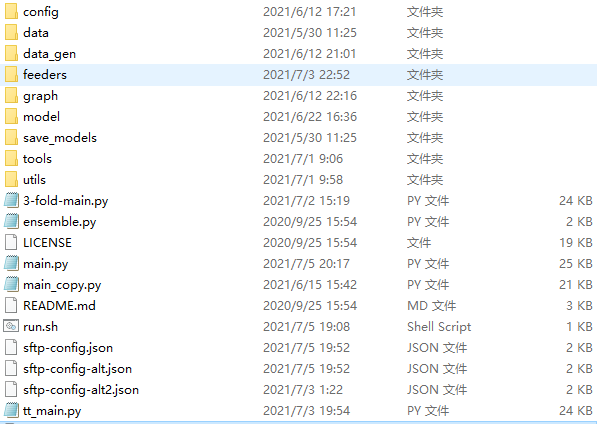 config 2021/6/12 17:21 文件夹
data 2021/5/30 11:25 文件夹
data_gen 2021/6/12 21:01 文件夹
feeders 2021/7/3 22:52 文件夹
graph 2021/6/12 22:16 文件夹
model 2021/6/22 16:36 文件夹
save_models 2021/5/30 11:25 文件夹
tools 2021/7/1 9:06 文件夹
utils 2021/7/1 9:58 文件夹
3-fold-main.py 2021/7/2 15:19 PY 文件 24 KB
ensemble.py 2020/9/25 15:54 PY 文件 2 KB
LICENSE 2020/9/25 15:54 文件 19 KB
main.py 2021/7/5 20:17 PY 文件 25 KB
main_copy.py 2021/6/15 15:42 PY 文件 21 KB
README.md 2020/9/25 15:54 MD 文件 3 KB
run.sh 2021/7/5 19:08 Shell Script 1 KB
sftp-config.json 2021/7/5 19:52 JSON 文件 2 KB
sftp-config-alt.json 2021/7/5 19:52 JSON 文件 2 KB
sftp-config-alt2.json 2021/7/3 1:22 JSON 文件 2 KB
tt_main.py 2021/7/3 19:54 PY 文件 24 KB